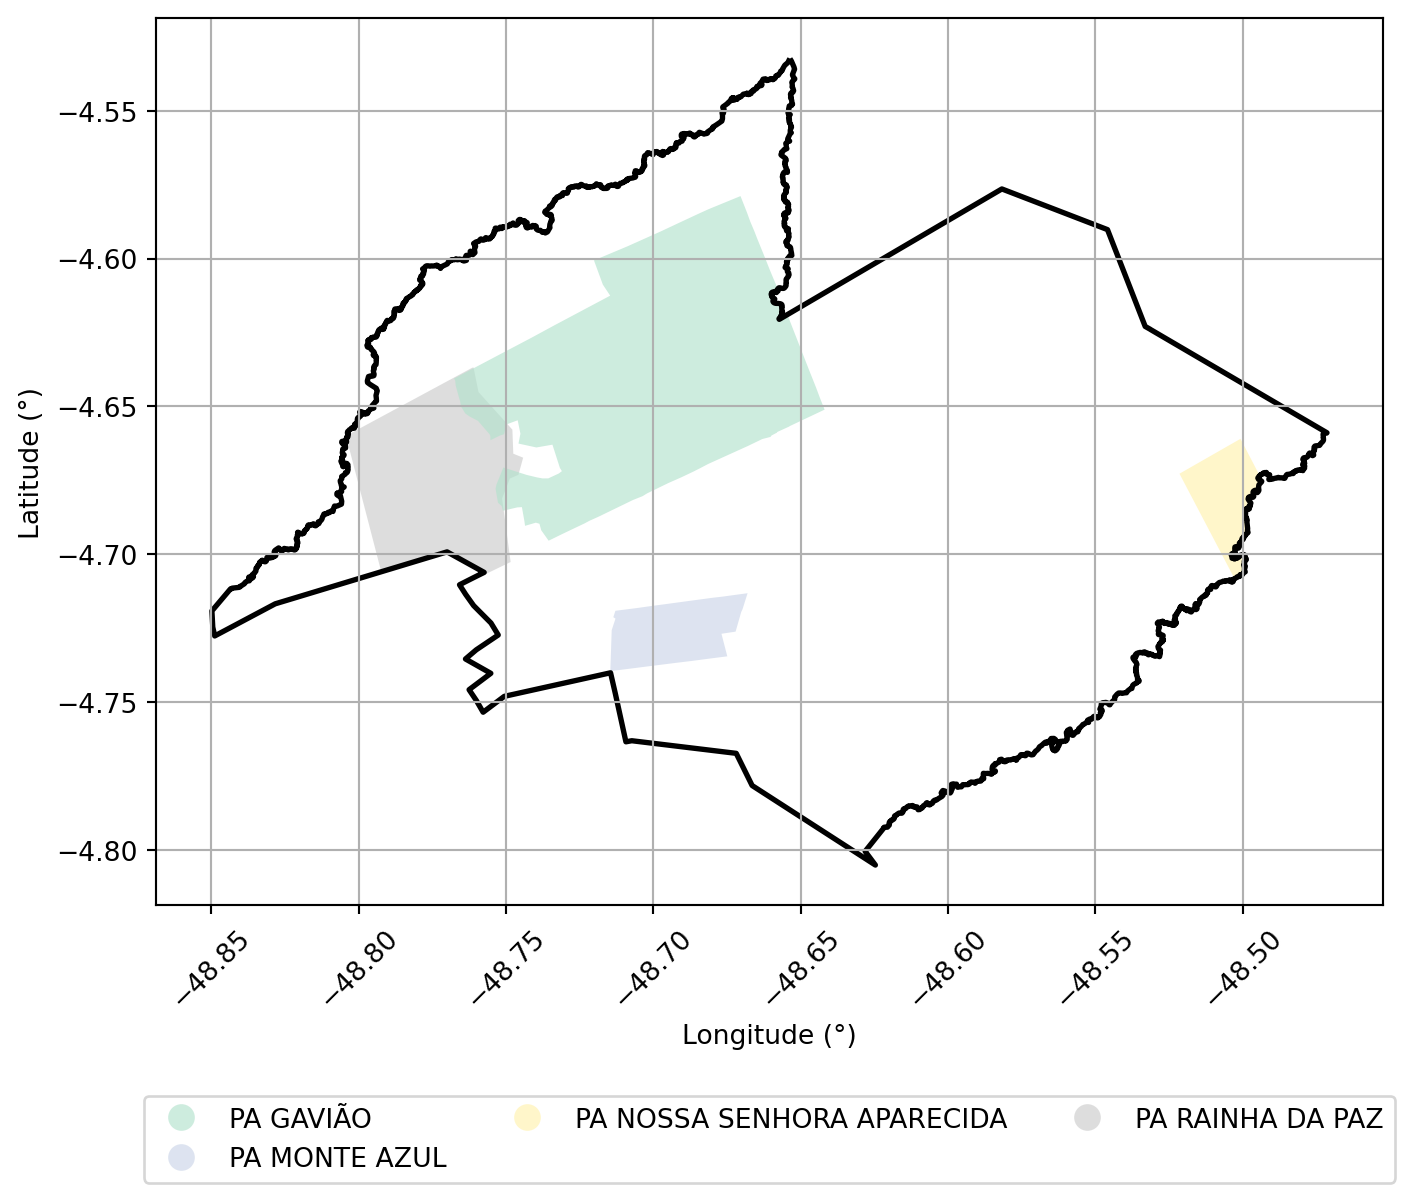 −4.55
−4.60
−4.65
−4.70
−4.75
−4.80
Latitude (°)
−48.85
−48.80
−48.75
−48.70
−48.65
−48.60
−48.55
−48.50
Longitude (°)
PA GAVIÃO
PA NOSSA SENHORA APARECIDA
PA RAINHA DA PAZ
PA MONTE AZUL